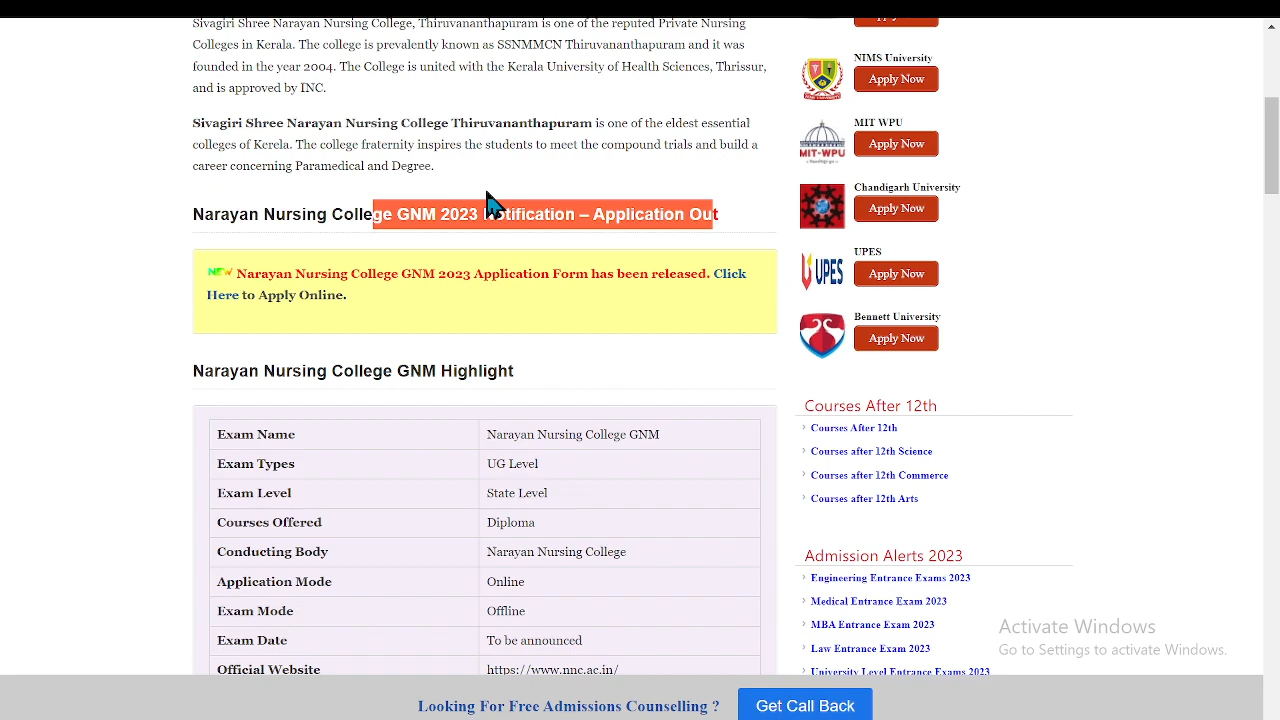 Sivagiri Shree Narayan Nursing College, Thiruvananthapuram is one of the reputed Private Nursing
Colleges in Kerala. The college is prevalently known as SSNMMCN Thiruvananthapuram and it was
founded in the year 2004. The College is united with the Kerala University of Health Sciences, Thrissur,
and is approved by INC.
Sivagiri Shree Narayan Nursing College Thiruvananthapuram is one of the eldest essential
colleges of Kerela. The college fraternity inspires the students to meet the compound trials and build a
career concerning Paramedical and Degree.
Narayan Nursing College GNM 2023 Notification – Application Out
NEW Narayan Nursing College GNM 2023 Application Form has been released. Click
Here to Apply Online.
Narayan Nursing College GNM Highlight
Exam Name Narayan Nursing College GNM
Exam Types UG Level
Exam Level State Level
Courses Offered Diploma
Conducting Body Narayan Nursing College
Application Mode Online
Exam Mode Offline
Exam Date To be announced
Official Website https://www.nnc.ac.in/
Apply Now
NIMS University
Apply Now
MIT WPU
MIT-WPU
Apply Now
Chandigarh University
Apply Now
UPES
UPES
Apply Now
Bennett University
Apply Now
Courses After 12th
Courses After 12th
Courses after 12th Science
Courses after 12th Commerce
Courses after 12th Arts
Admission Alerts 2023
Engineering Entrance Exams 2023
Medical Entrance Exam 2023
MBA Entrance Exam 2023
Law Entrance Exam 2023
University Level Entrance Exams 2023
Activate Windows
Go to Settings to activate Windows.
Looking For Free Admissions Counselling ? Get Call Back